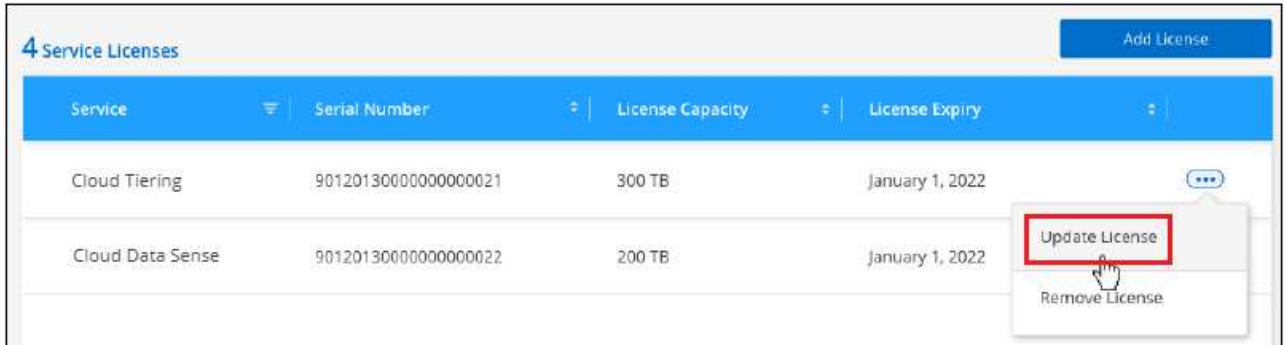 4 Service Licenses
Add License
Service Serial Number License Capacity License Expiry
Cloud Tiering 90120130000000000021 300 TB January 1, 2022
Update License
Cloud Data Sense 90120130000000000022 200 TB January 1, 2022
Remove License